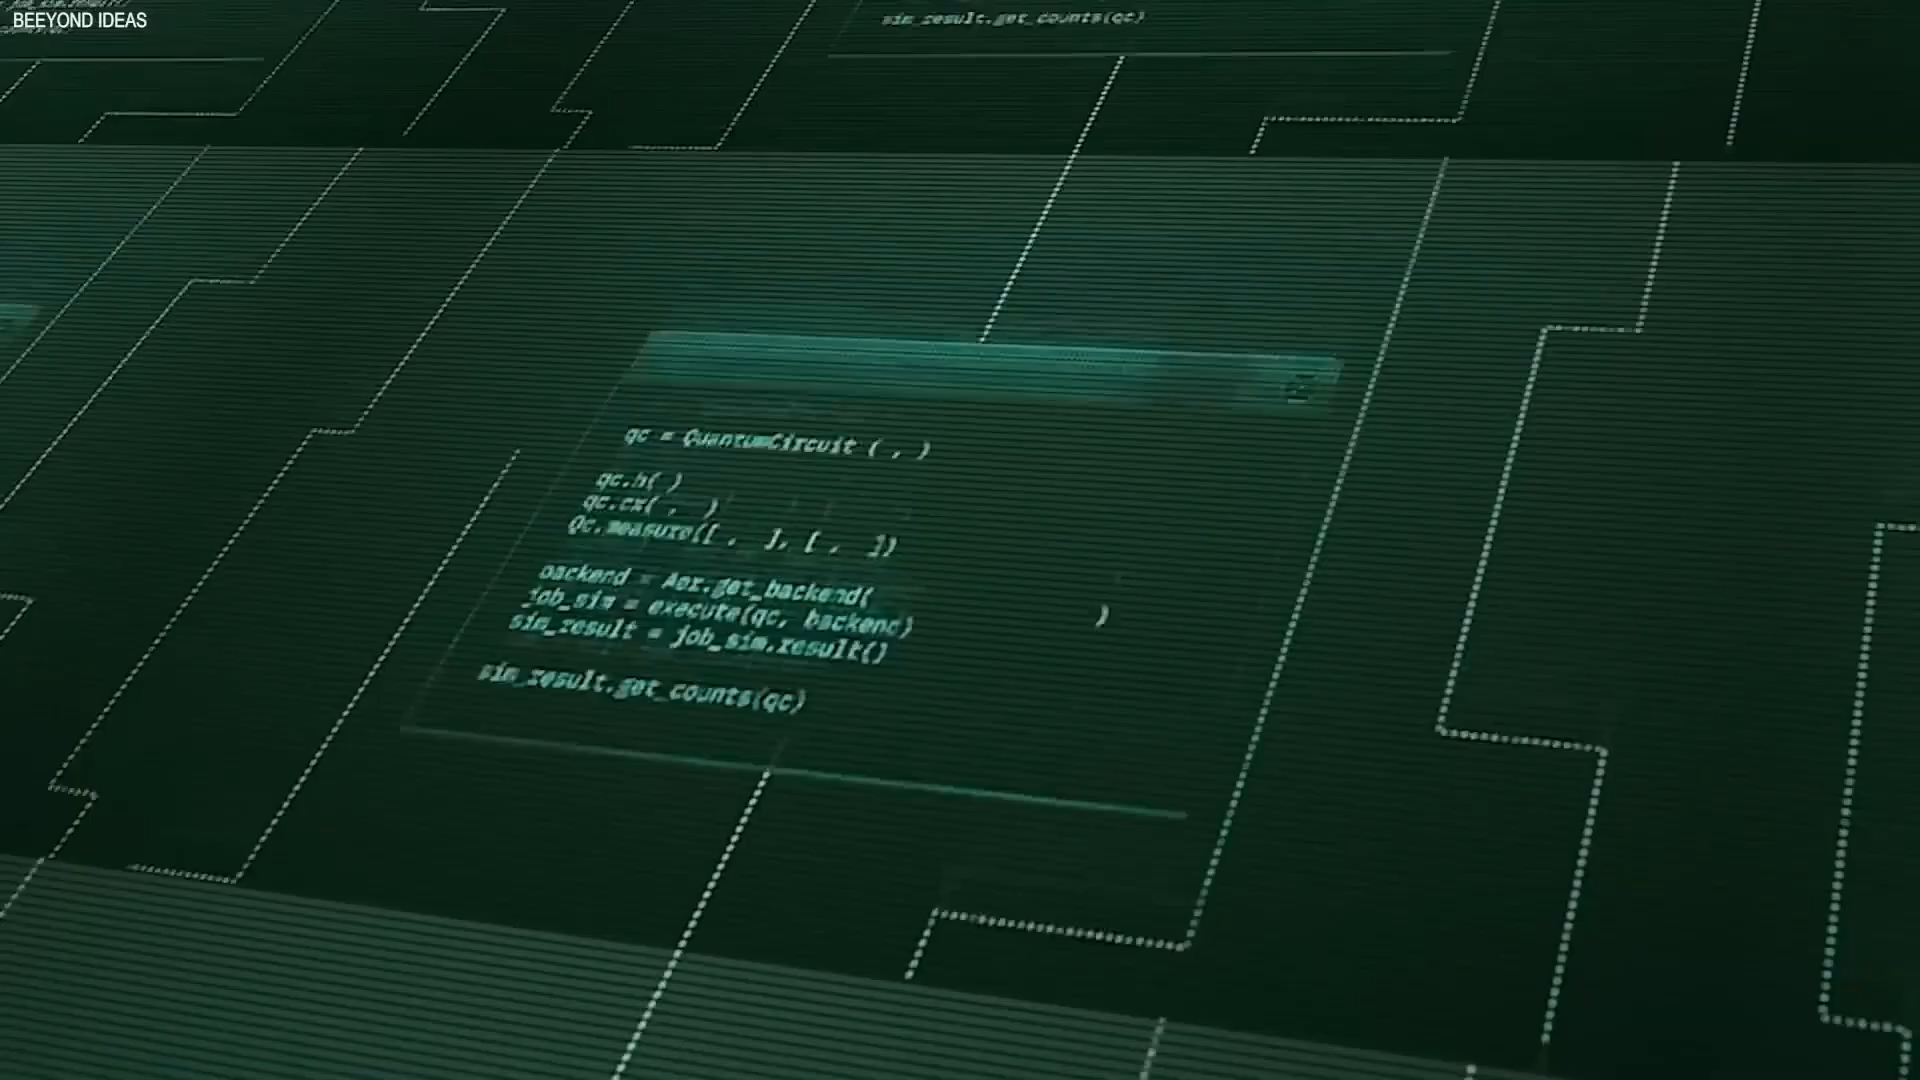 BEEYOND IDEAS
sim_result.get_counts(qc)
qc = QuantumCircuit ( , )
qc.h( )
qc.cx( , )
Qc.measure([ , ], [ , ])
backend = Aer.get_backend( )
job_sim = execute(qc, backend)
sim_result = job_sim.result()
sim_result.get_counts(qc)